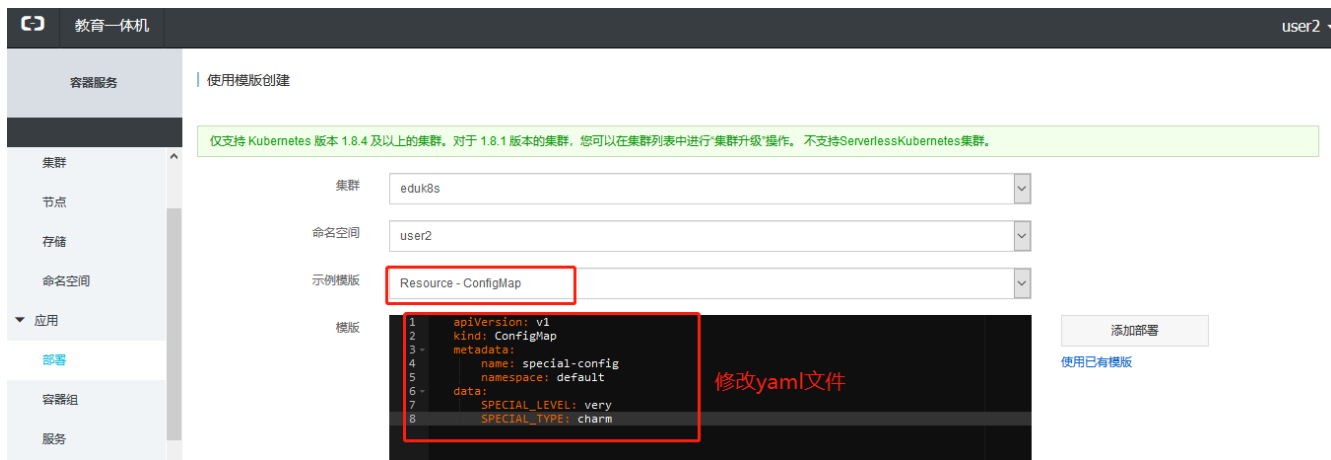 教育一体机
user2
容器服务
使用模版创建
仅支持 Kubernetes 版本 1.8.4 及以上的集群。对于 1.8.1 版本的集群，您可以在集群列表中进行“集群升级”操作。 不支持ServerlessKubernetes集群。
集群
节点
存储
命名空间
应用
部署
容器组
服务
集群
eduk8s
命名空间
user2
示例模版
Resource - ConfigMap
模版
1 apiVersion: v1
2 kind: ConfigMap
3 metadata:
4 name: special-config
5 namespace: default
6 data:
7 SPECIAL_LEVEL: very
8 SPECIAL_TYPE: charm
修改yaml文件
添加部署
使用已有模版